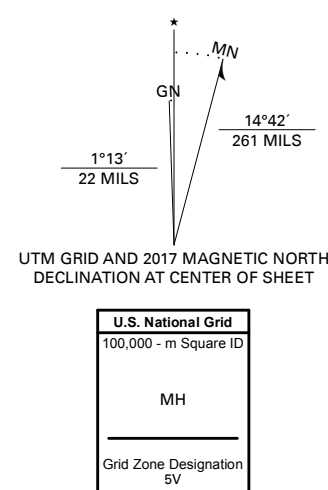 ★
MN
GN
14°42´
261 MILS
1°13´
22 MILS
UTM GRID AND 2017 MAGNETIC NORTH
DECLINATION AT CENTER OF SHEET
U.S. National Grid
100,000 - m Square ID
MH
Grid Zone Designation
5V